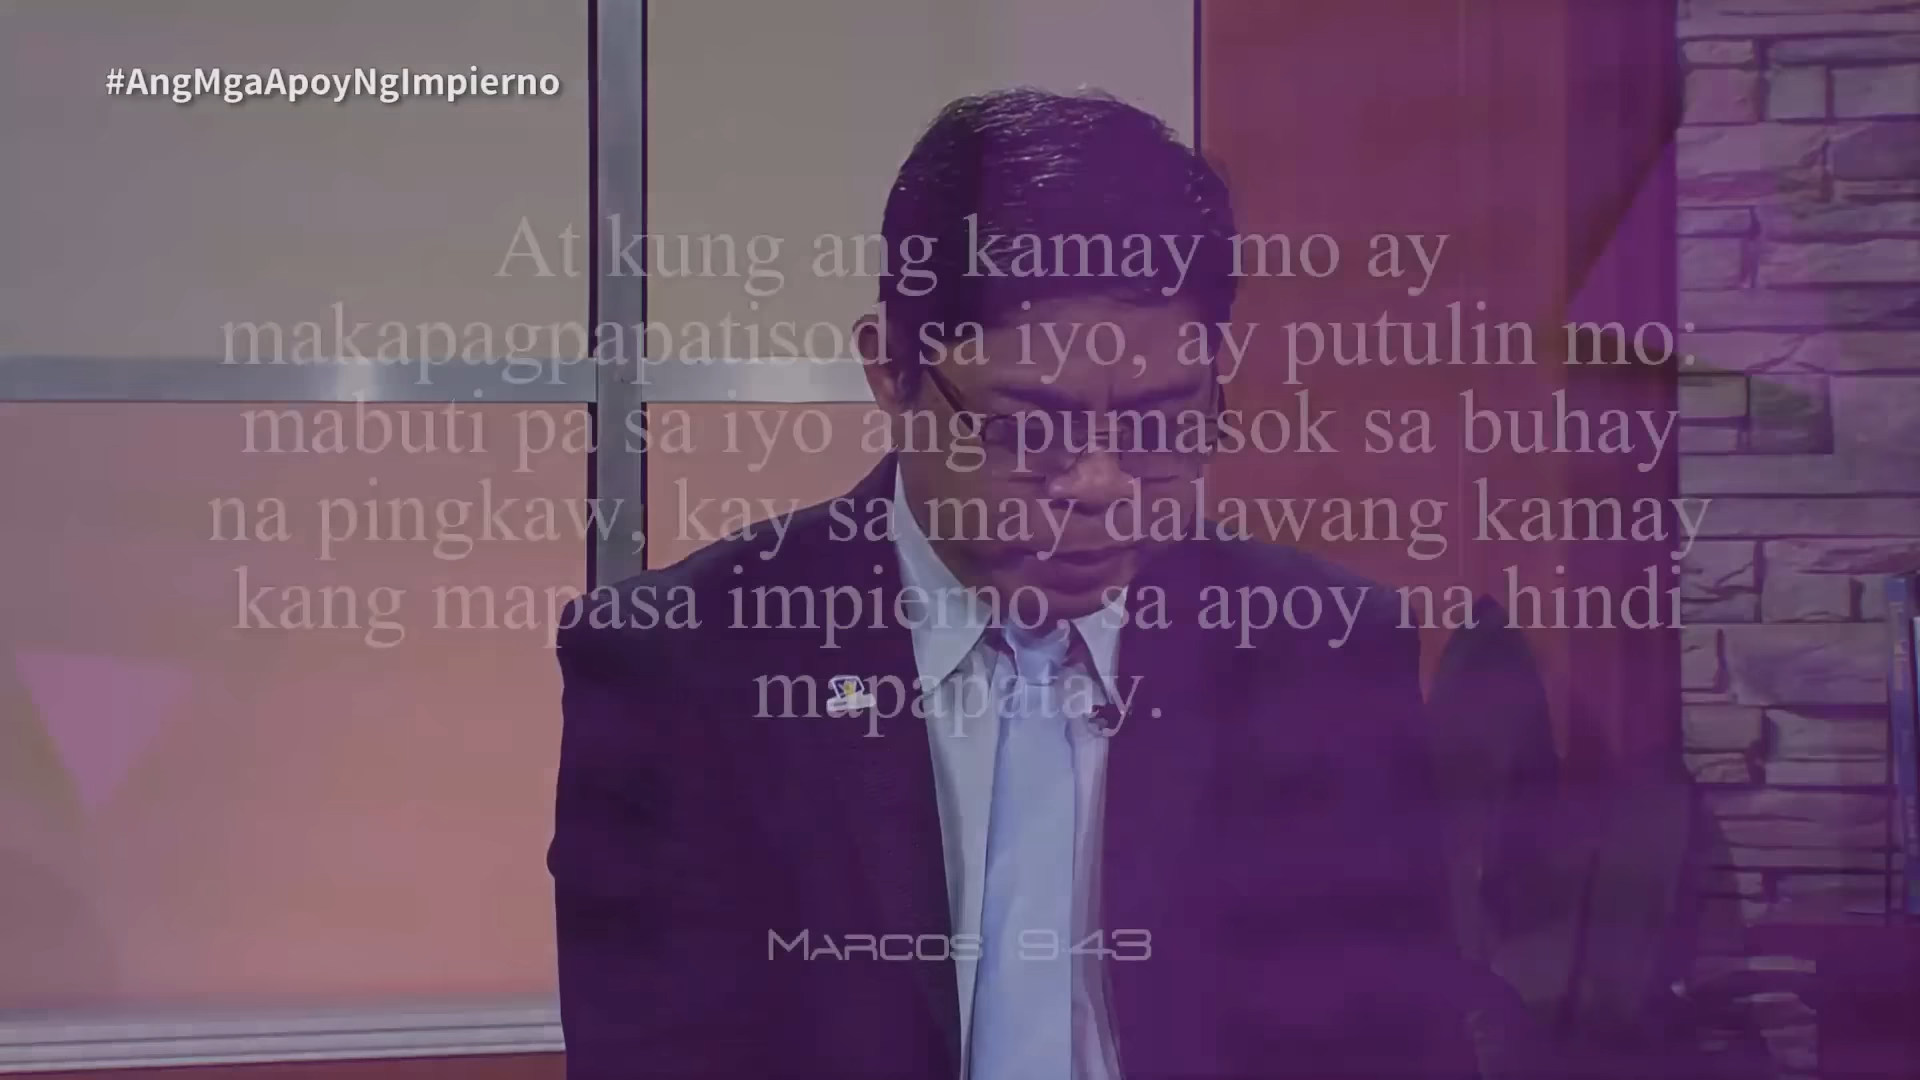 #AngMgaApoyNgImpierno
At kung ang kamay mo ay
makapagpapatisod sa iyo, ay putulin mo:
mabuti pa sa iyo ang pumasok sa buhay
na pingkaw, kay sa may dalawang kamay
kang mapasa impierno, sa apoy na hindi
mapapatay.
Marcos 9:43